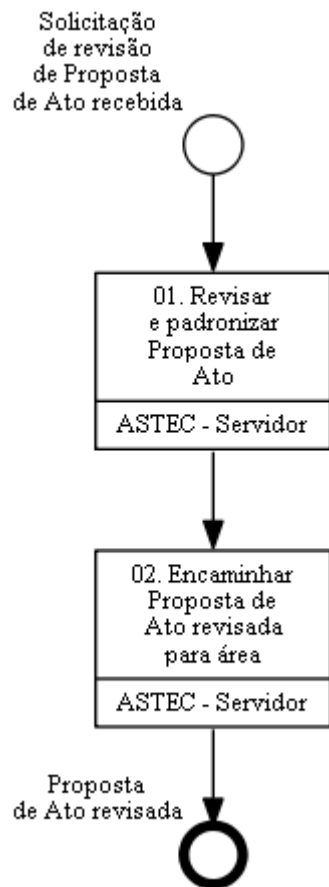 Solicitação
de revisão
de Proposta
de Ato recebida
01. Revisar
e padronizar
Proposta de
Ato
ASTEC - Servidor
02. Encaminhar
Proposta de
Ato revisada
para área
ASTEC - Servidor
Proposta
de Ato revisada